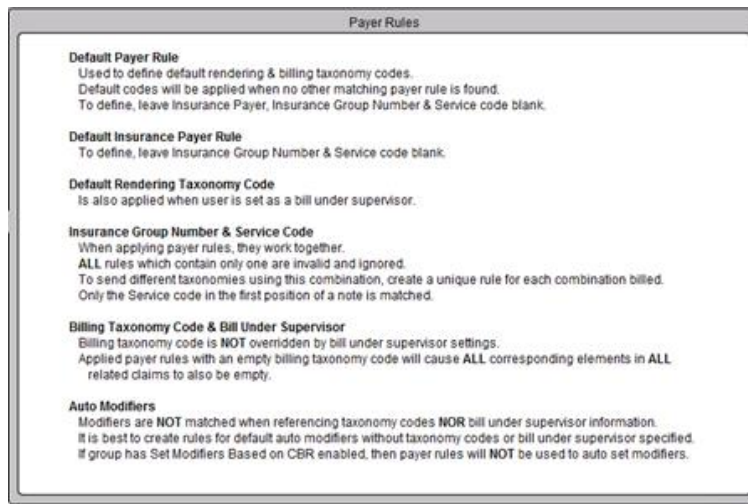 Payer Rules
Default Payer Rule
Used to define default rendering & billing taxonomy codes.
Default codes will be applied when no other matching payer rule is found.
To define, leave Insurance Payer, Insurance Group Number & Service code blank.
Default Insurance Payer Rule
To define, leave Insurance Group Number & Service code blank.
Default Rendering Taxonomy Code
Is also applied when user is set as a bill under supervisor.
Insurance Group Number & Service Code
When applying payer rules, they work together.
ALL rules which contain only one are invalid and ignored.
To send different taxonomies using this combination, create a unique rule for each combination billed.
Only the Service code in the first position of a note is matched.
Billing Taxonomy Code & Bill Under Supervisor
Billing taxonomy code is NOT overridden by bill under supervisor settings.
Applied payer rules with an empty billing taxonomy code will cause ALL corresponding elements in ALL
related claims to also be empty.
Auto Modifiers
Modifiers are NOT matched when referencing taxonomy codes NOR bill under supervisor information.
It is best to create rules for default auto modifiers without taxonomy codes or bill under supervisor specified.
If group has Set Modifiers Based on CBR enabled, then payer rules will NOT be used to auto set modifiers.